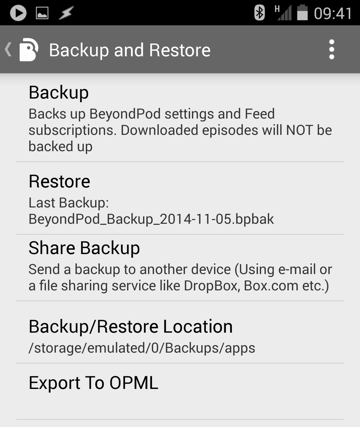 H 09:41
Backup and Restore
Backup
Backs up BeyondPod settings and Feed
subscriptions. Downloaded episodes will NOT be
backed up
Restore
Last Backup:
BeyondPod_Backup_2014-11-05.bpbak
Share Backup
Send a backup to another device (Using e-mail or
a file sharing service like DropBox, Box.com etc.)
Backup/Restore Location
/storage/emulated/0/Backups/apps
Export To OPML